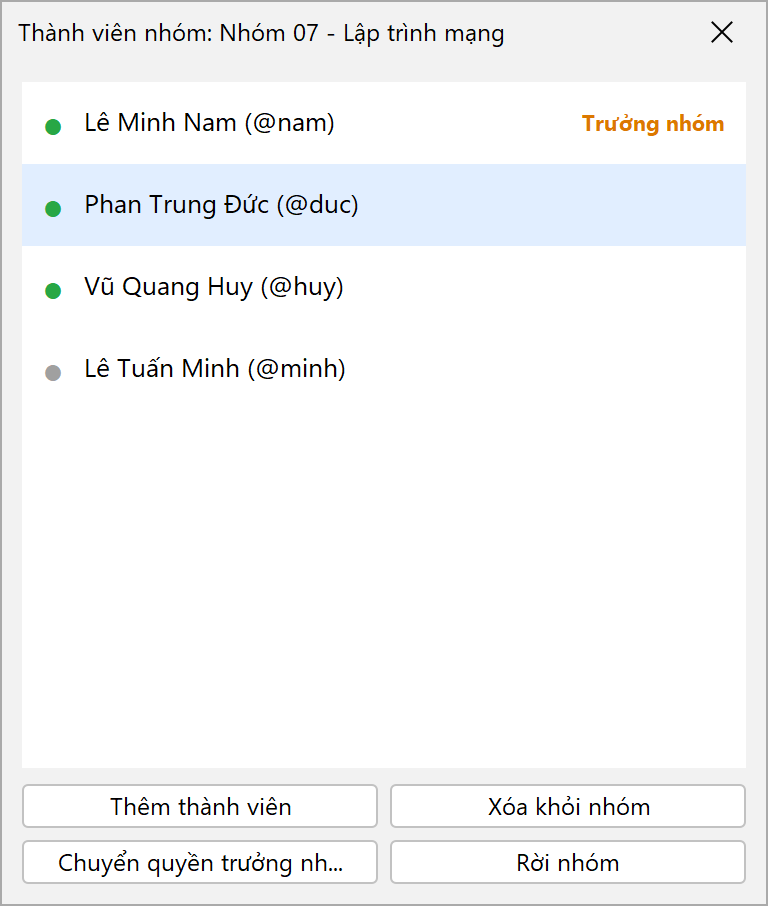 Thành viên nhóm: Nhóm 07 - Lập trình mạng
Lê Minh Nam (@nam) Trưởng nhóm
Phan Trung Đức (@duc)
Vũ Quang Huy (@huy)
Lê Tuấn Minh (@minh)
Thêm thành viên Xóa khỏi nhóm
Chuyển quyền trưởng nh... Rời nhóm